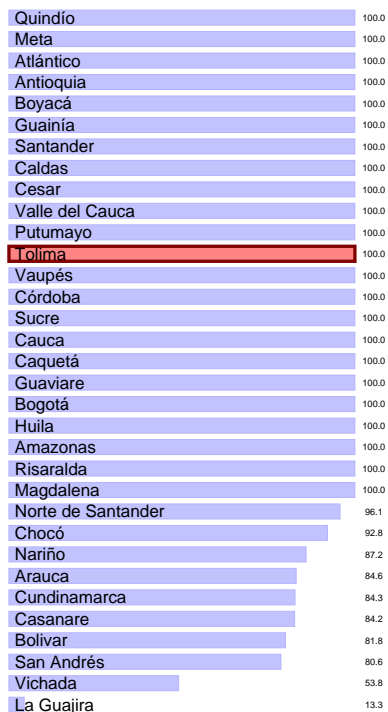 Quindío 100.0
Meta 100.0
Atlántico 100.0
Antioquia 100.0
Boyacá 100.0
Guainía 100.0
Santander 100.0
Caldas 100.0
Cesar 100.0
Valle del Cauca 100.0
Putumayo 100.0
Tolima 100.0
Vaupés 100.0
Córdoba 100.0
Sucre 100.0
Cauca 100.0
Caquetá 100.0
Guaviare 100.0
Bogotá 100.0
Huila 100.0
Amazonas 100.0
Risaralda 100.0
Magdalena 100.0
Norte de Santander 96.1
Chocó 92.8
Nariño 87.2
Arauca 84.6
Cundinamarca 84.3
Casanare 84.2
Bolivar 81.8
San Andrés 80.6
Vichada 53.8
La Guajira 13.3